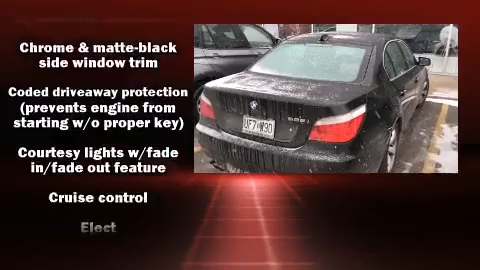 Chrome & matte-black
side window trim
Coded driveaway protection
(prevents engine from
starting w/o proper key)
Courtesy lights w/fade
in/fade out feature
Cruise control
Elect